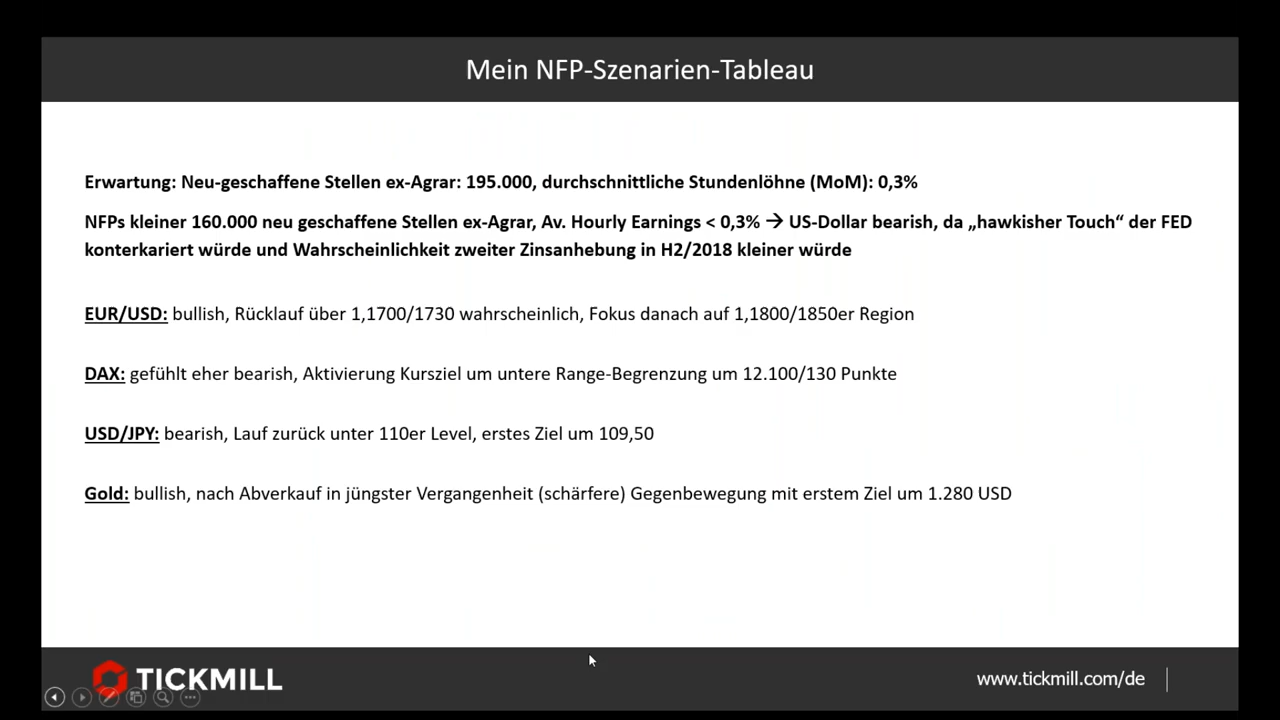 Mein NFP-Szenarien-Tableau
Erwartung: Neu-geschaffene Stellen ex-Agrar: 195.000, durchschnittliche Stundenlöhne (MoM): 0,3%
NFPs kleiner 160.000 neu geschaffene Stellen ex-Agrar, Av. Hourly Earnings < 0,3% → US-Dollar bearish, da „hawkisher Touch“ der FED
konterkariert würde und Wahrscheinlichkeit zweiter Zinsanhebung in H2/2018 kleiner würde
EUR/USD: bullish, Rücklauf über 1,1700/1730 wahrscheinlich, Fokus danach auf 1,1800/1850er Region
DAX: gefühlt eher bearish, Aktivierung Kursziel um untere Range-Begrenzung um 12.100/130 Punkte
USD/JPY: bearish, Lauf zurück unter 110er Level, erstes Ziel um 109,50
Gold: bullish, nach Abverkauf in jüngster Vergangenheit (schärfere) Gegenbewegung mit erstem Ziel um 1.280 USD
TICKMILL
www.tickmill.com/de